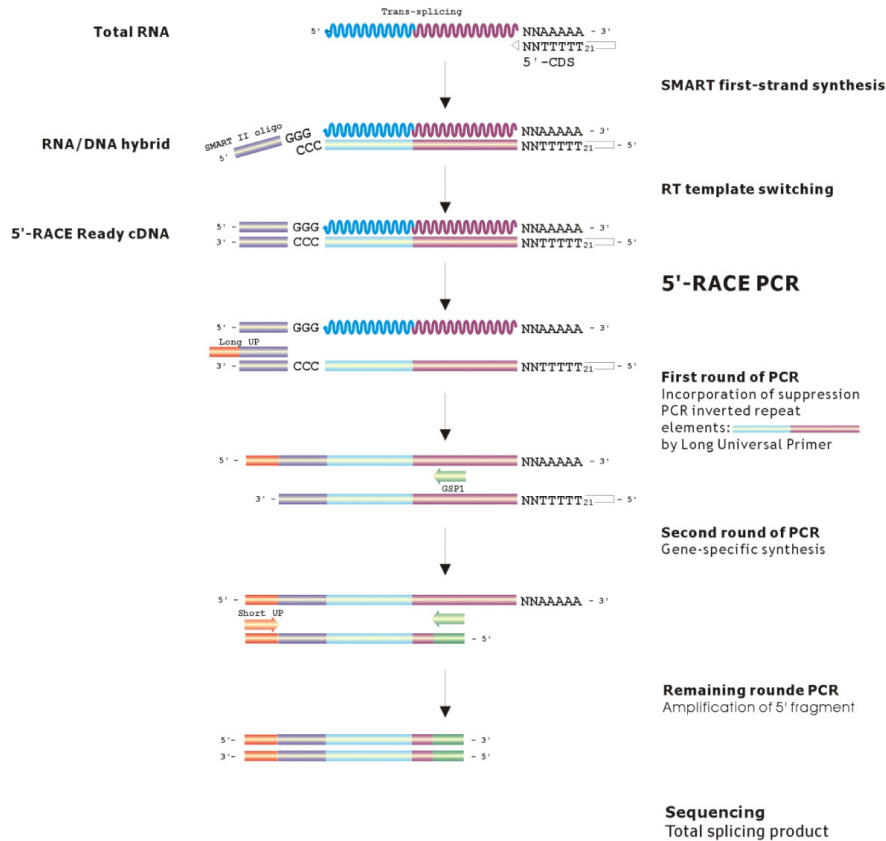 Trans-splicing
Total RNA
5' NNAAAAA - 3'
NNTTTTT21
5'-CDS
SMART first-strand synthesis
SMART II oligo
RNA/DNA hybrid
GGG NNAAAAA - 3'
5' CCC NNTTTTT21 - 5'
RT template switching
5'-RACE Ready cDNA
5' - GGG NNAAAAA - 3'
3' - CCC NNTTTTT21 - 5'
5'-RACE PCR
5' - GGG NNAAAAA - 3'
Long UP
3' - CCC NNTTTTT21 - 5'
First round of PCR
Incorporation of suppression
PCR inverted repeat
elements:
by Long Universal Primer
5' - NNAAAAA - 3'
GSP1
3' - NNTTTTT21 - 5'
Second round of PCR
Gene-specific synthesis
5' - NNAAAAA - 3'
Short UP
- 5'
Remaining rounde PCR
Amplification of 5' fragment
5'- - 3'
3'- - 5'
Sequencing
Total splicing product